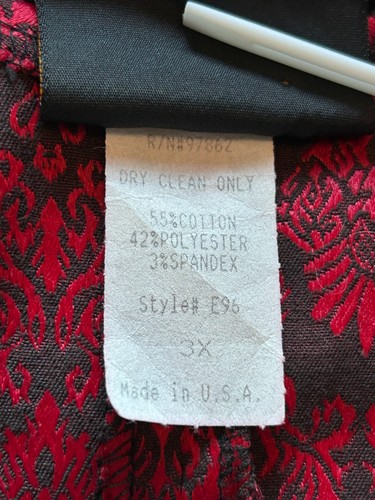 R/N#97862
DRY CLEAN ONLY
55%COTTON
42%POLYESTER
3%SPANDEX
Style# E96
3X
Made in U.S.A.